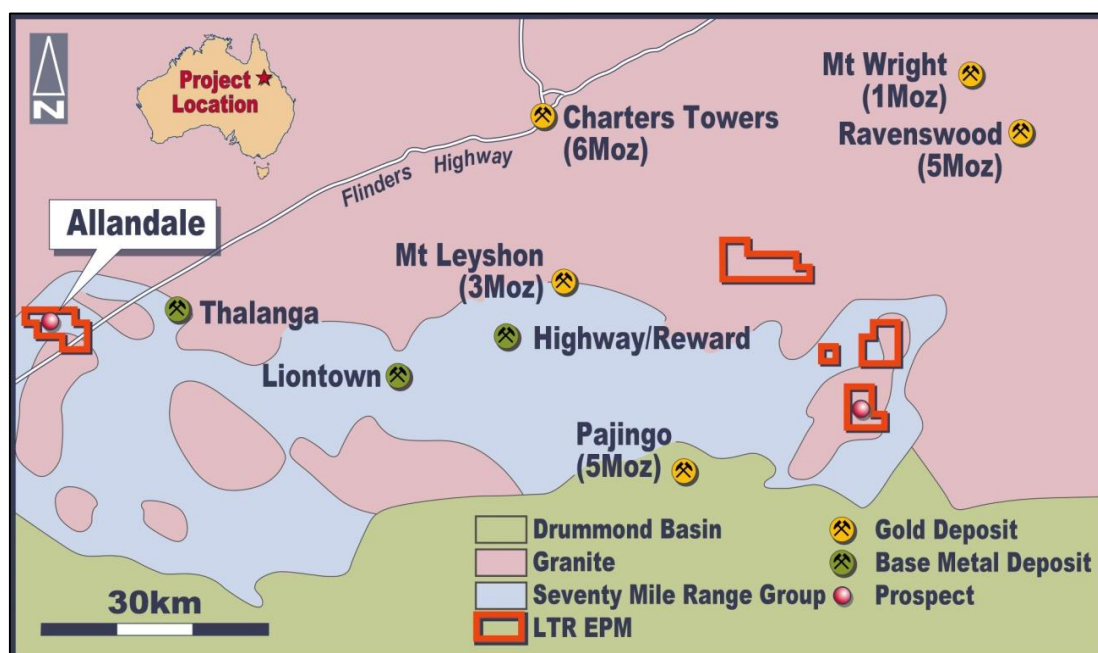 N
Project
Location
Mt Wright
(1Moz)
Charters Towers
(6Moz)
Ravenswood
(5Moz)
Flinders Highway
Allandale
Mt Leyshon
(3Moz)
Thalanga
Highway/Reward
Liontown
Pajingo
(5Moz)
Drummond Basin
Granite
Seventy Mile Range Group
LTR EPM
Gold Deposit
Base Metal Deposit
Prospect
30km